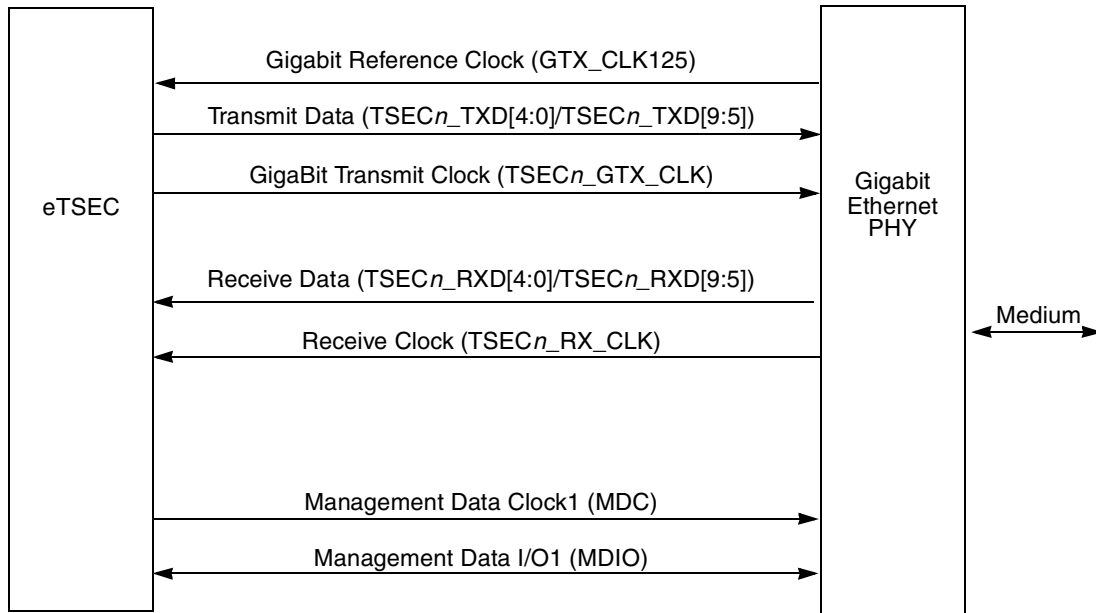 Gigabit Reference Clock (GTX_CLK125)
Transmit Data (TSECn_TXD[4:0]/TSECn_TXD[9:5])
GigaBit Transmit Clock (TSECn_GTX_CLK)
eTSEC
Gigabit
Ethernet
PHY
Receive Data (TSECn_RXD[4:0]/TSECn_RXD[9:5])
Medium
Receive Clock (TSECn_RX_CLK)
Management Data Clock1 (MDC)
Management Data I/O1 (MDIO)